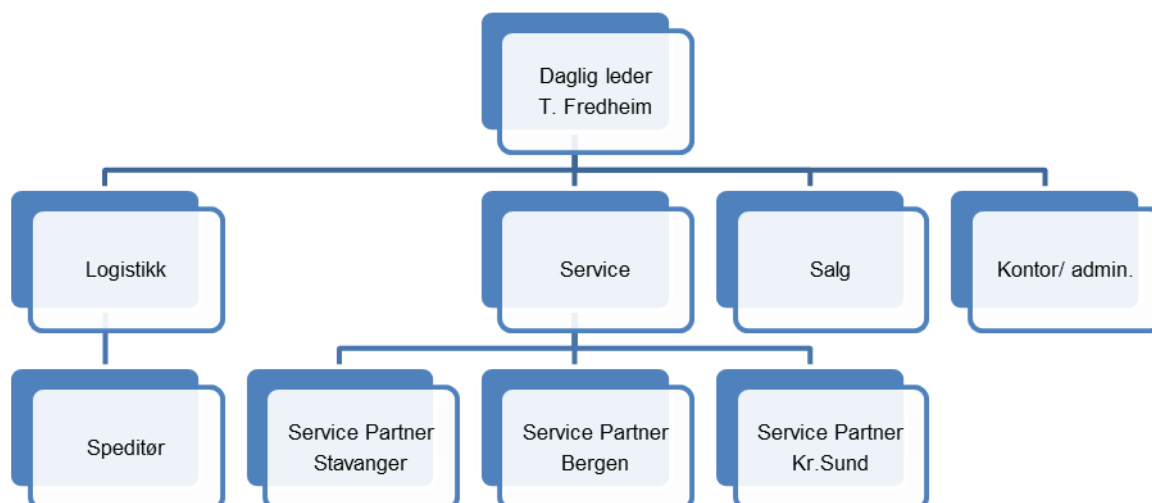 Daglig leder
T. Fredheim
Logistikk
Service
Salg
Kontor/ admin.
Speditør
Service Partner
Stavanger
Service Partner
Bergen
Service Partner
Kr.Sund